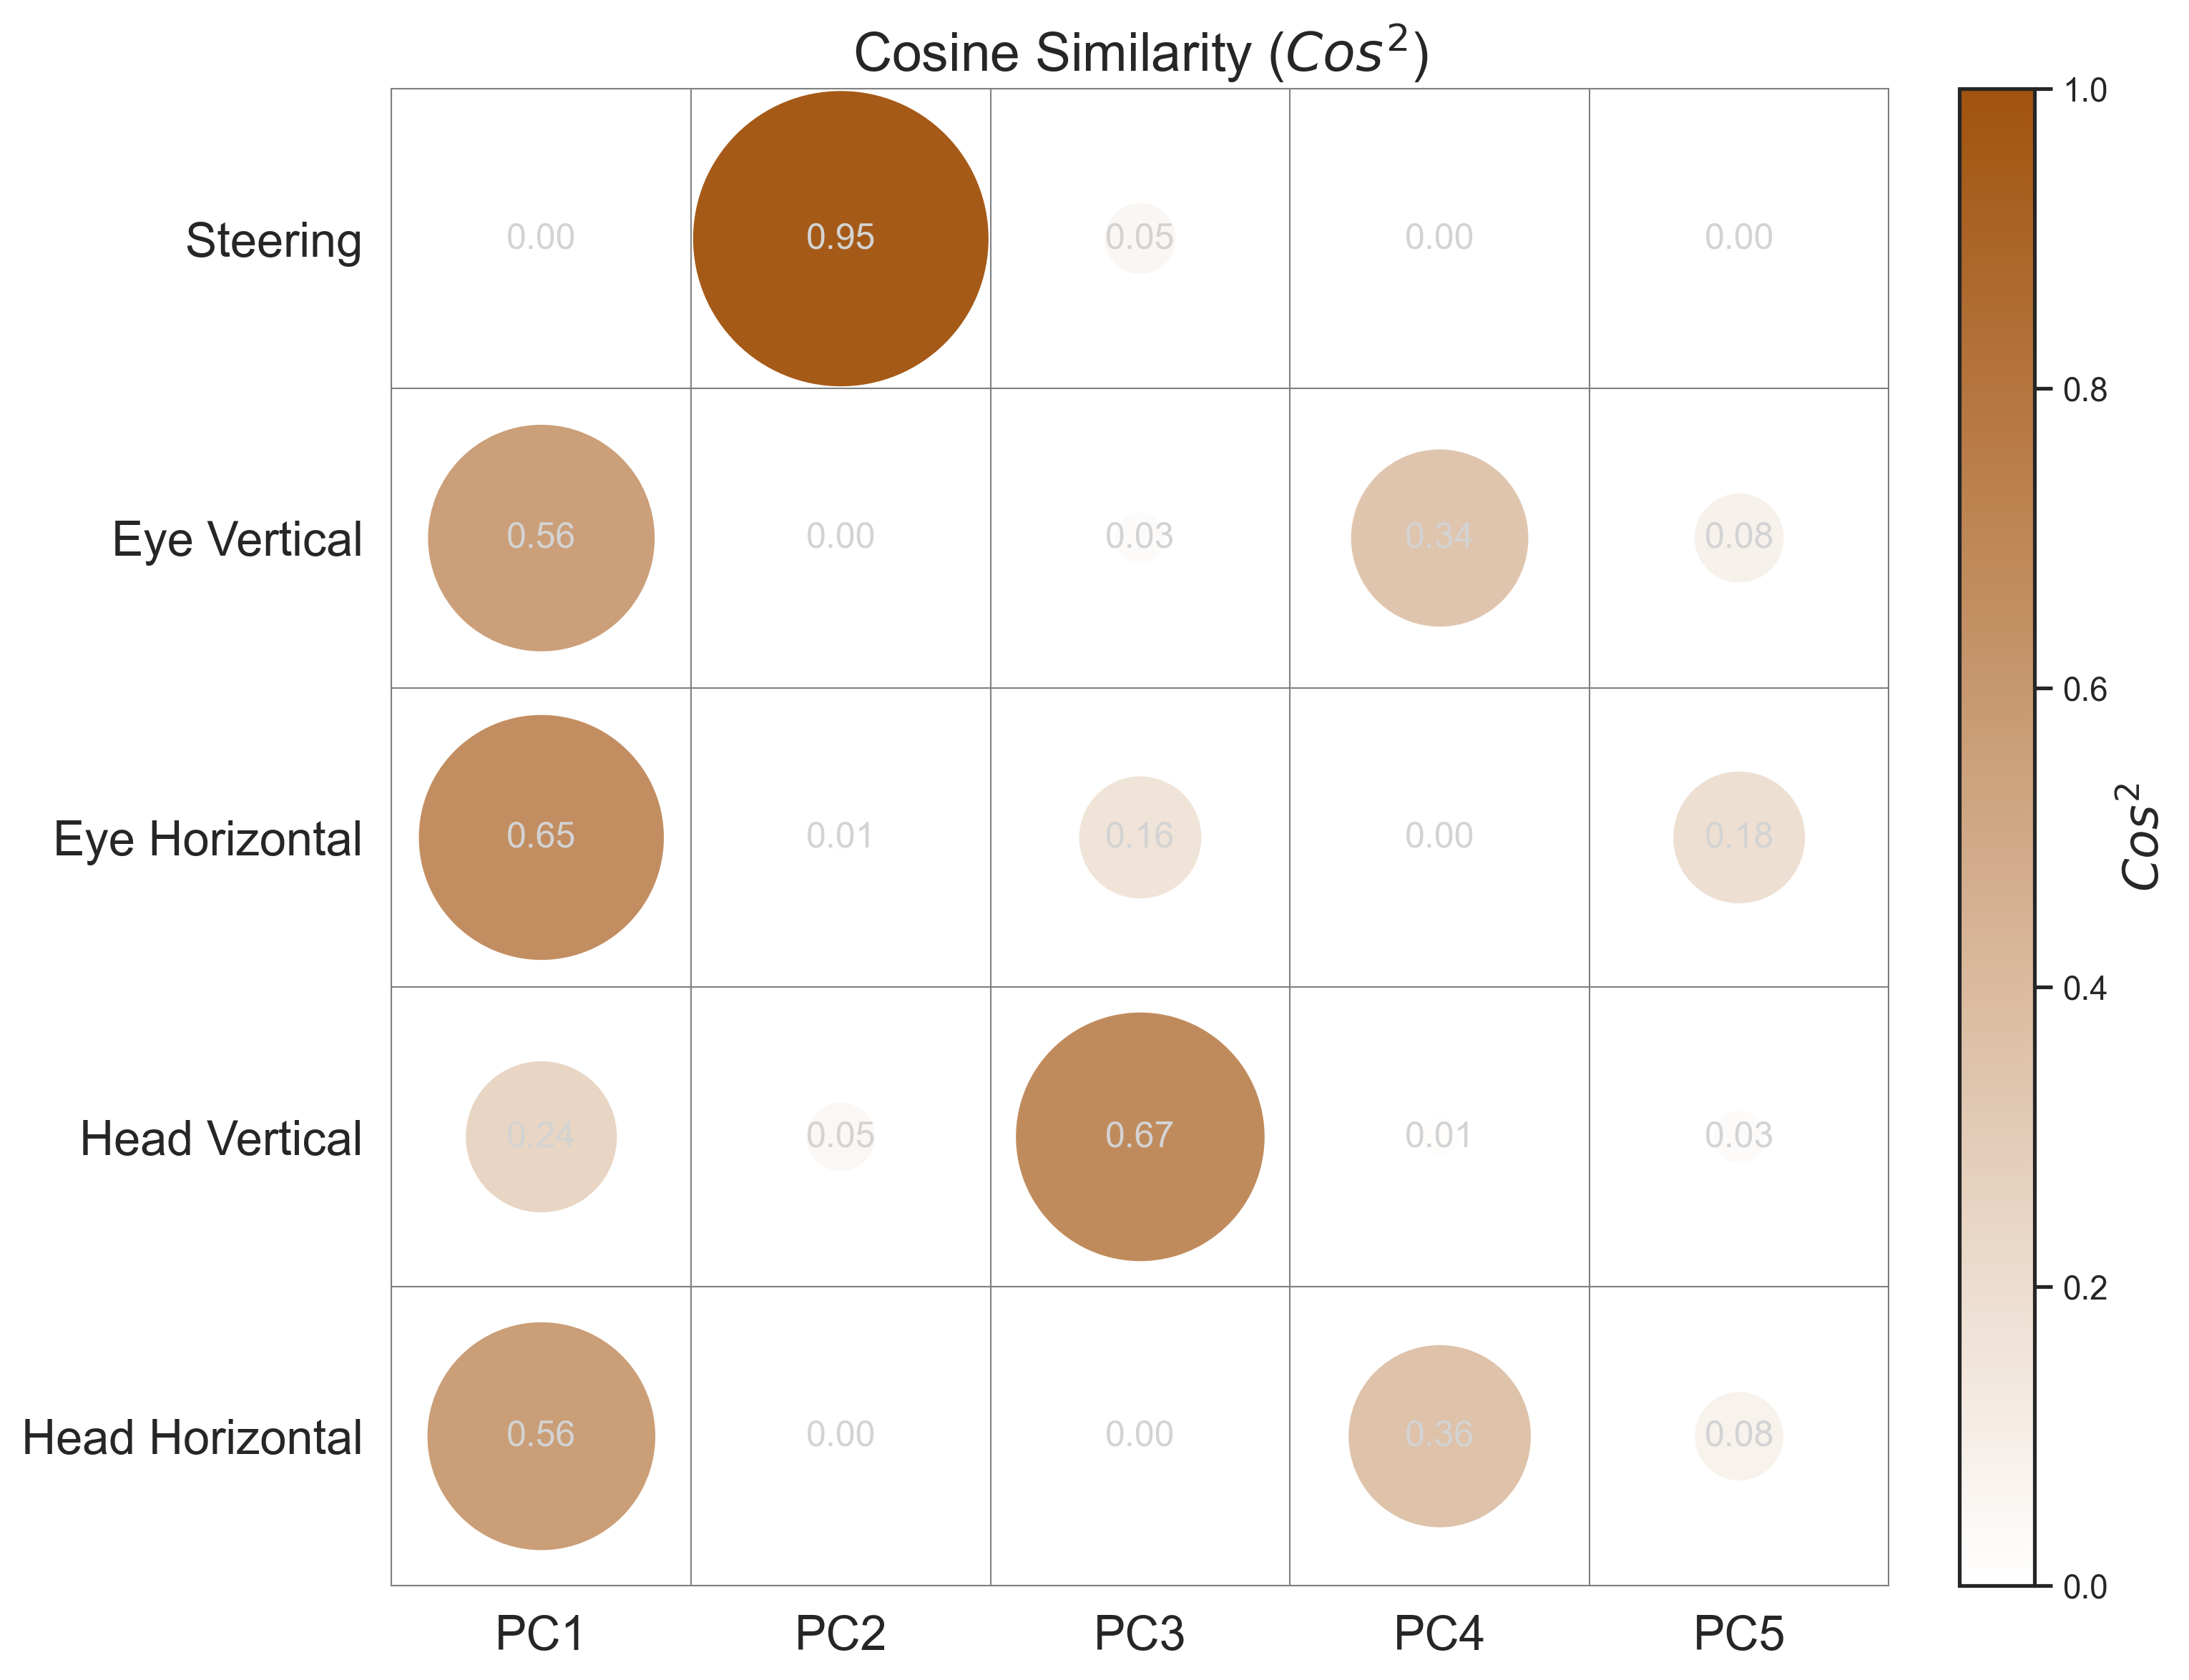 Cosine Similarity (Cos²)
Steering 0.00 0.95 0.05 0.00 0.00
Eye Vertical 0.56 0.00 0.03 0.34 0.08
Eye Horizontal 0.65 0.01 0.16 0.00 0.18
Head Vertical 0.24 0.05 0.67 0.01 0.03
Head Horizontal 0.56 0.00 0.00 0.36 0.08
PC1 PC2 PC3 PC4 PC5
1.0
0.8
0.6
0.4
0.2
0.0
Cos²